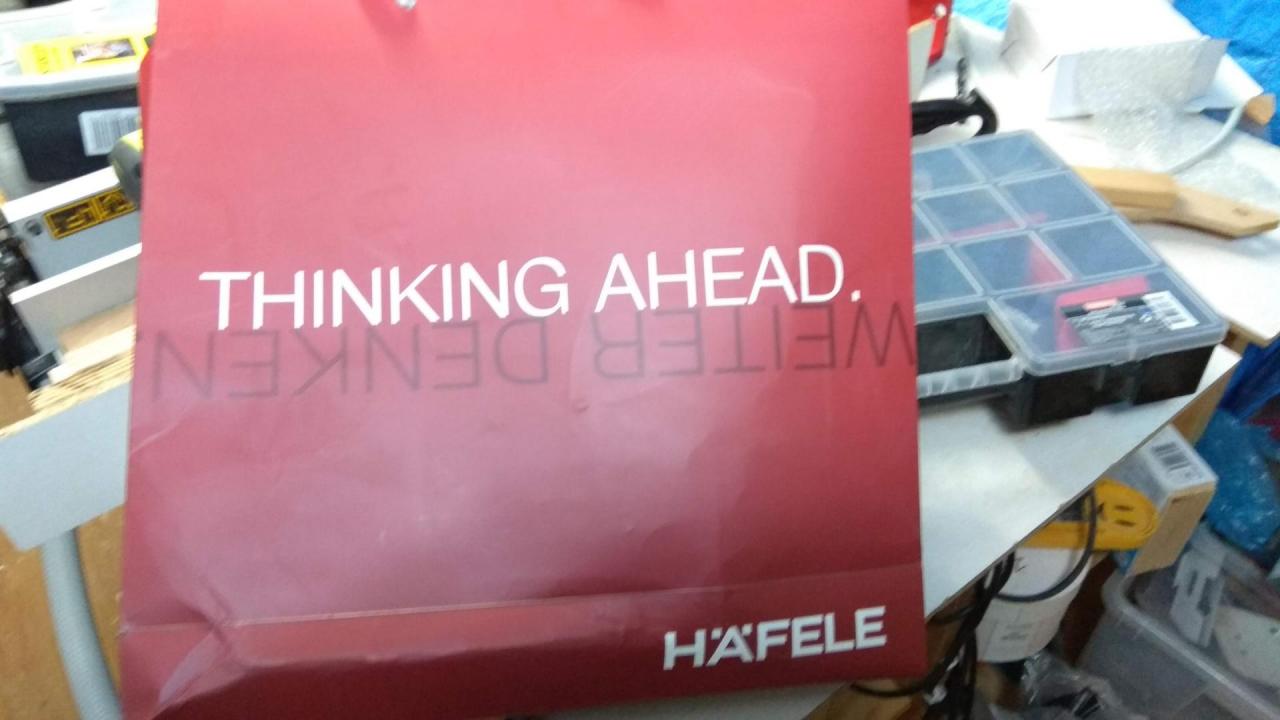 THINKING AHEAD.
WEITER DENKEN.
HÄFELE